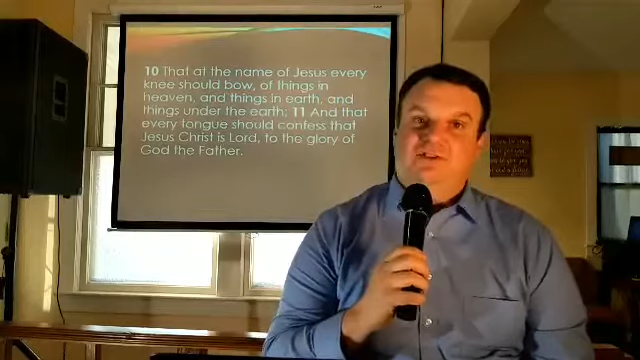 10 That at the name of Jesus every
knee should bow, of things in
heaven, and things in earth, and
things under the earth; 11 And that
every tongue should confess that
Jesus Christ is Lord, to the glory of
God the Father.